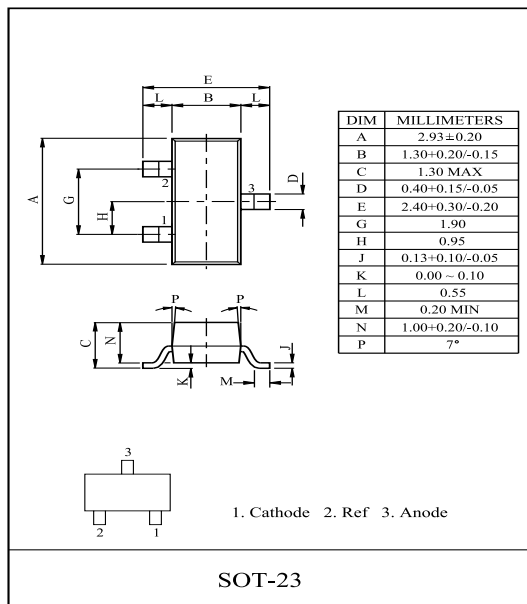 E
L B L
A
G
H
2
1
3
D
DIM MILLIMETERS
A 2.93±0.20
B 1.30+0.20/-0.15
C 1.30 MAX
D 0.40+0.15/-0.05
E 2.40+0.30/-0.20
G 1.90
H 0.95
J 0.13+0.10/-0.05
K 0.00 ~ 0.10
L 0.55
M 0.20 MIN
N 1.00+0.20/-0.10
P 7°
P P
C
N
K
M
J
3
2 1
1. Cathode 2. Ref 3. Anode
SOT-23